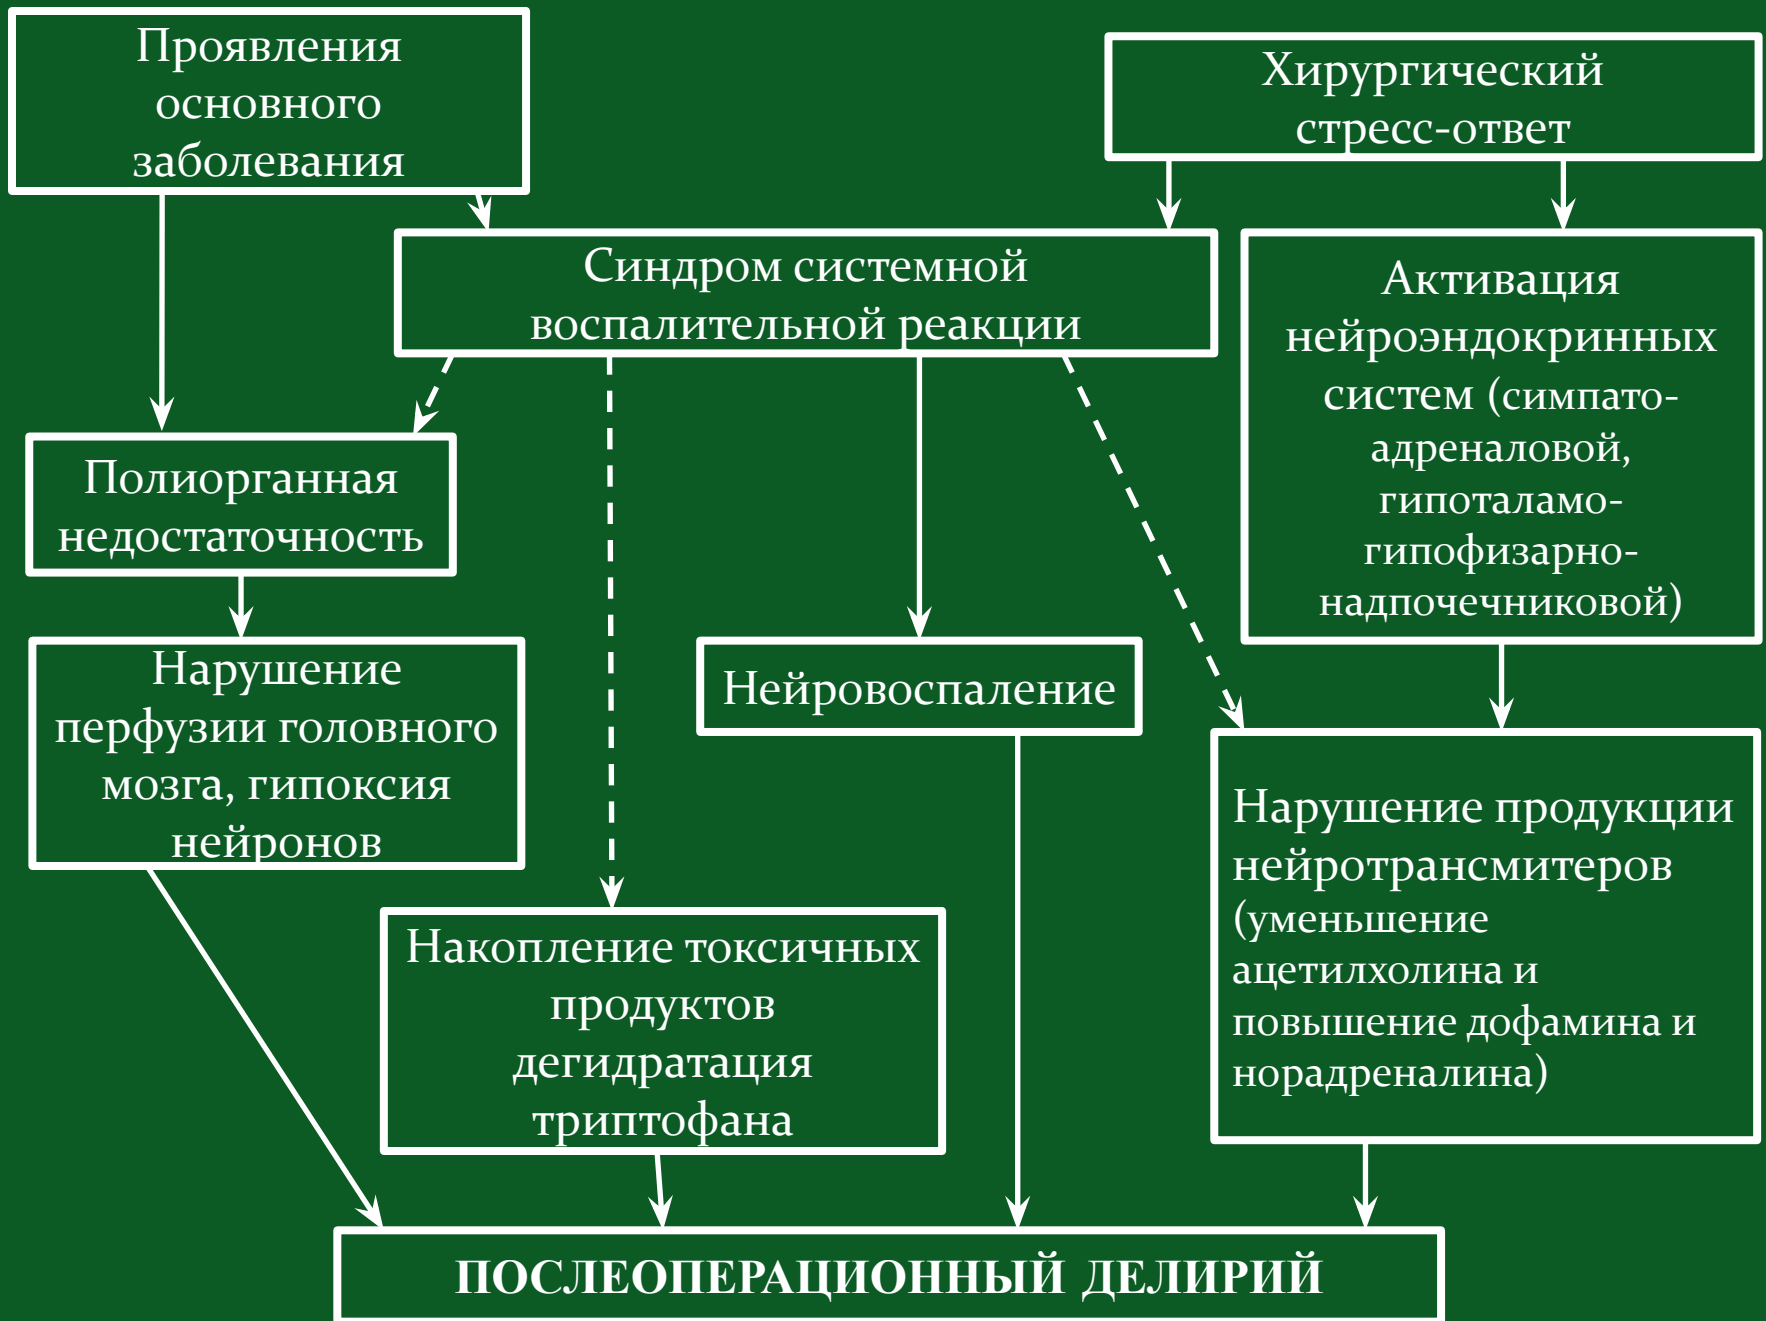 Проявления
основного
заболевания
Хирургический
стресс-ответ
Синдром системной
воспалительной реакции
Активация
нейроэндокринных
систем (симпато-
адреналовой,
гипоталамо-
гипофизарно-
надпочечниковой)
Полиорганная
недостаточность
Нарушение
перфузии головного
мозга, гипоксия
нейронов
Нейровоспаление
Нарушение продукции
нейротрансмитеров
(уменьшение
ацетилхолина и
повышение дофамина и
норадреналина)
Накопление токсичных
продуктов
дегидратация
триптофана
ПОСЛЕОПЕРАЦИОННЫЙ ДЕЛИРИЙ